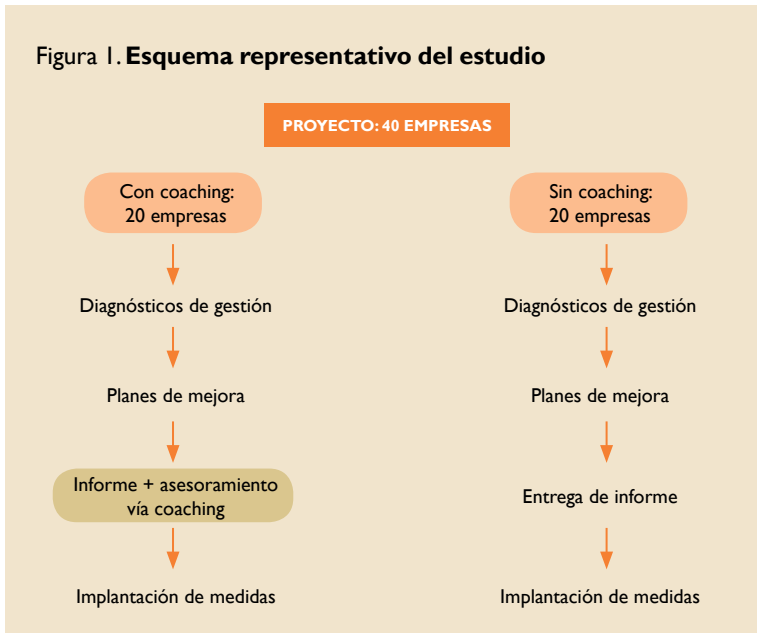 Figura 1. Esquema representativo del estudio
PROYECTO: 40 EMPRESAS
Con coaching:
20 empresas
Diagnósticos de gestión
Planes de mejora
Informe + asesoramiento
vía coaching
Implantación de medidas
Sin coaching:
20 empresas
Diagnósticos de gestión
Planes de mejora
Entrega de informe
Implantación de medidas